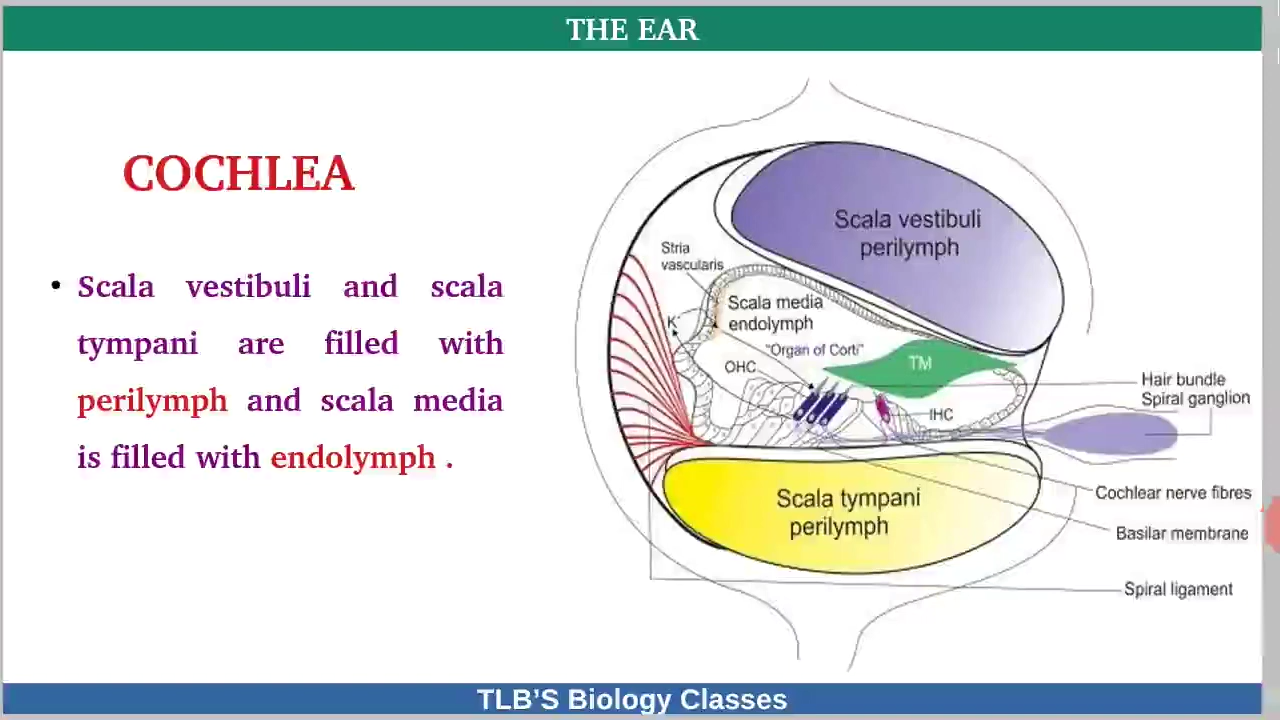 THE EAR
COCHLEA
• Scala vestibuli and scala
tympani are filled with
perilymph and scala media
is filled with endolymph .
Scala vestibuli
perilymph
Stria
vascularis
Scala media
endolymph
K
"Organ of Corti"
OHC
TM
IHC
Hair bundle
Spiral ganglion
Scala tympani
perilymph
Cochlear nerve fibres
Basilar membrane
Spiral ligament
TLB'S Biology Classes